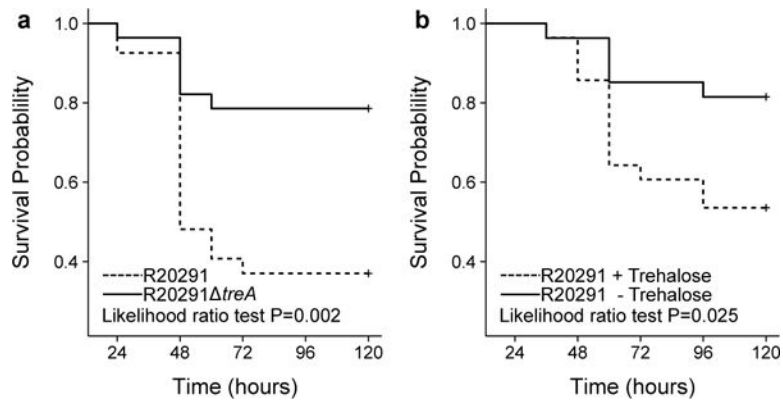 a
Survival Probablility
1.0
0.8
0.6
0.4
R20291
R20291ΔtreA
Likelihood ratio test P=0.002
24 48 72 96 120
Time (hours)
b
Survival Probablility
1.0
0.8
0.6
0.4
R20291 + Trehalose
R20291 - Trehalose
Likelihood ratio test P=0.025
24 48 72 96 120
Time (hours)